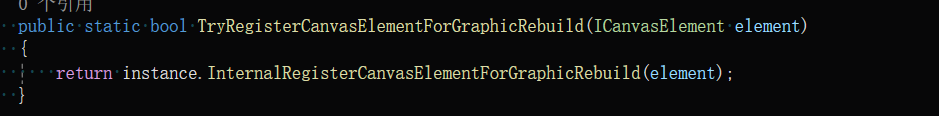 0 个引用
public static bool TryRegisterCanvasElementForGraphicRebuild(ICanvasElement element)
{
return instance.InternalRegisterCanvasElementForGraphicRebuild(element);
}